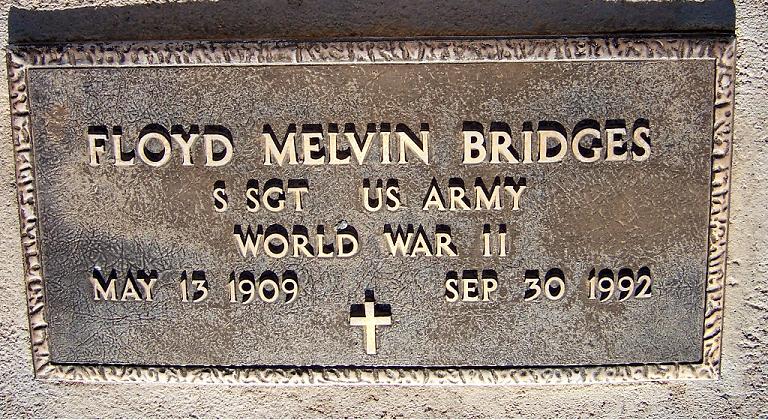 FLOYD MELVIN BRIDGES
S SGT US ARMY
WORLD WAR II
MAY 13 1909 SEP 30 1992